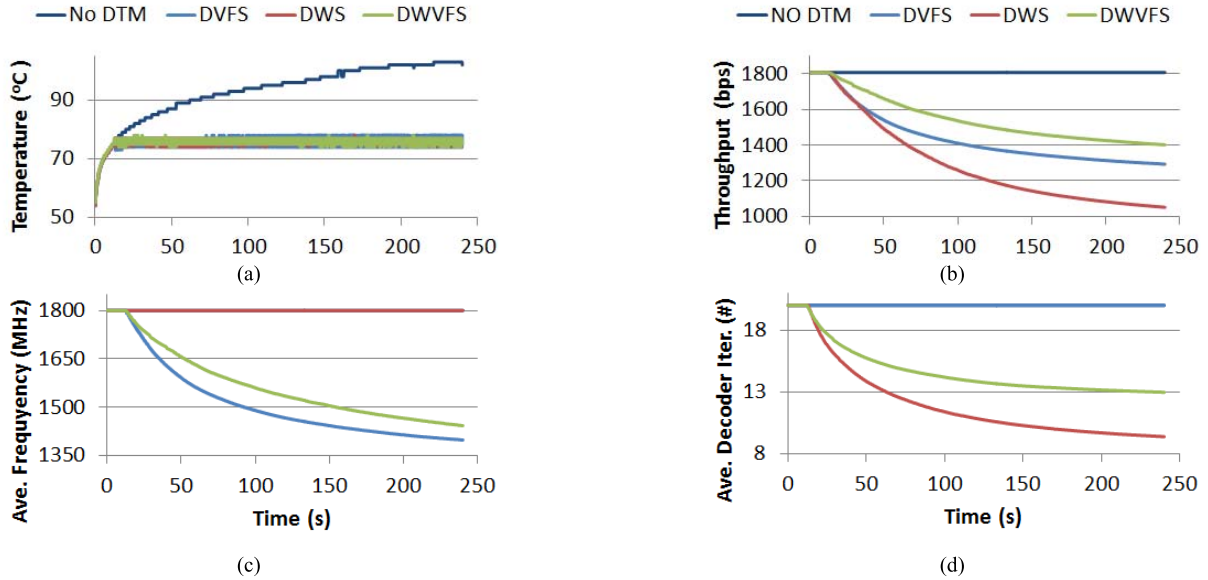 No DTM DVFS DWS DWVFS
Temperature (°C)
90
70
50
0 50 100 150 200 250
(a)
NO DTM DVFS DWS DWVFS
Throughput (bps)
1800
1600
1400
1200
1000
0 50 100 150 200 250
(b)
Ave. Frequyency (MHz)
1800
1650
1500
1350
0 50 100 150 200 250
Time (s)
(c)
Ave. Decoder Iter. (#)
18
13
8
0 50 100 150 200 250
Time (s)
(d)